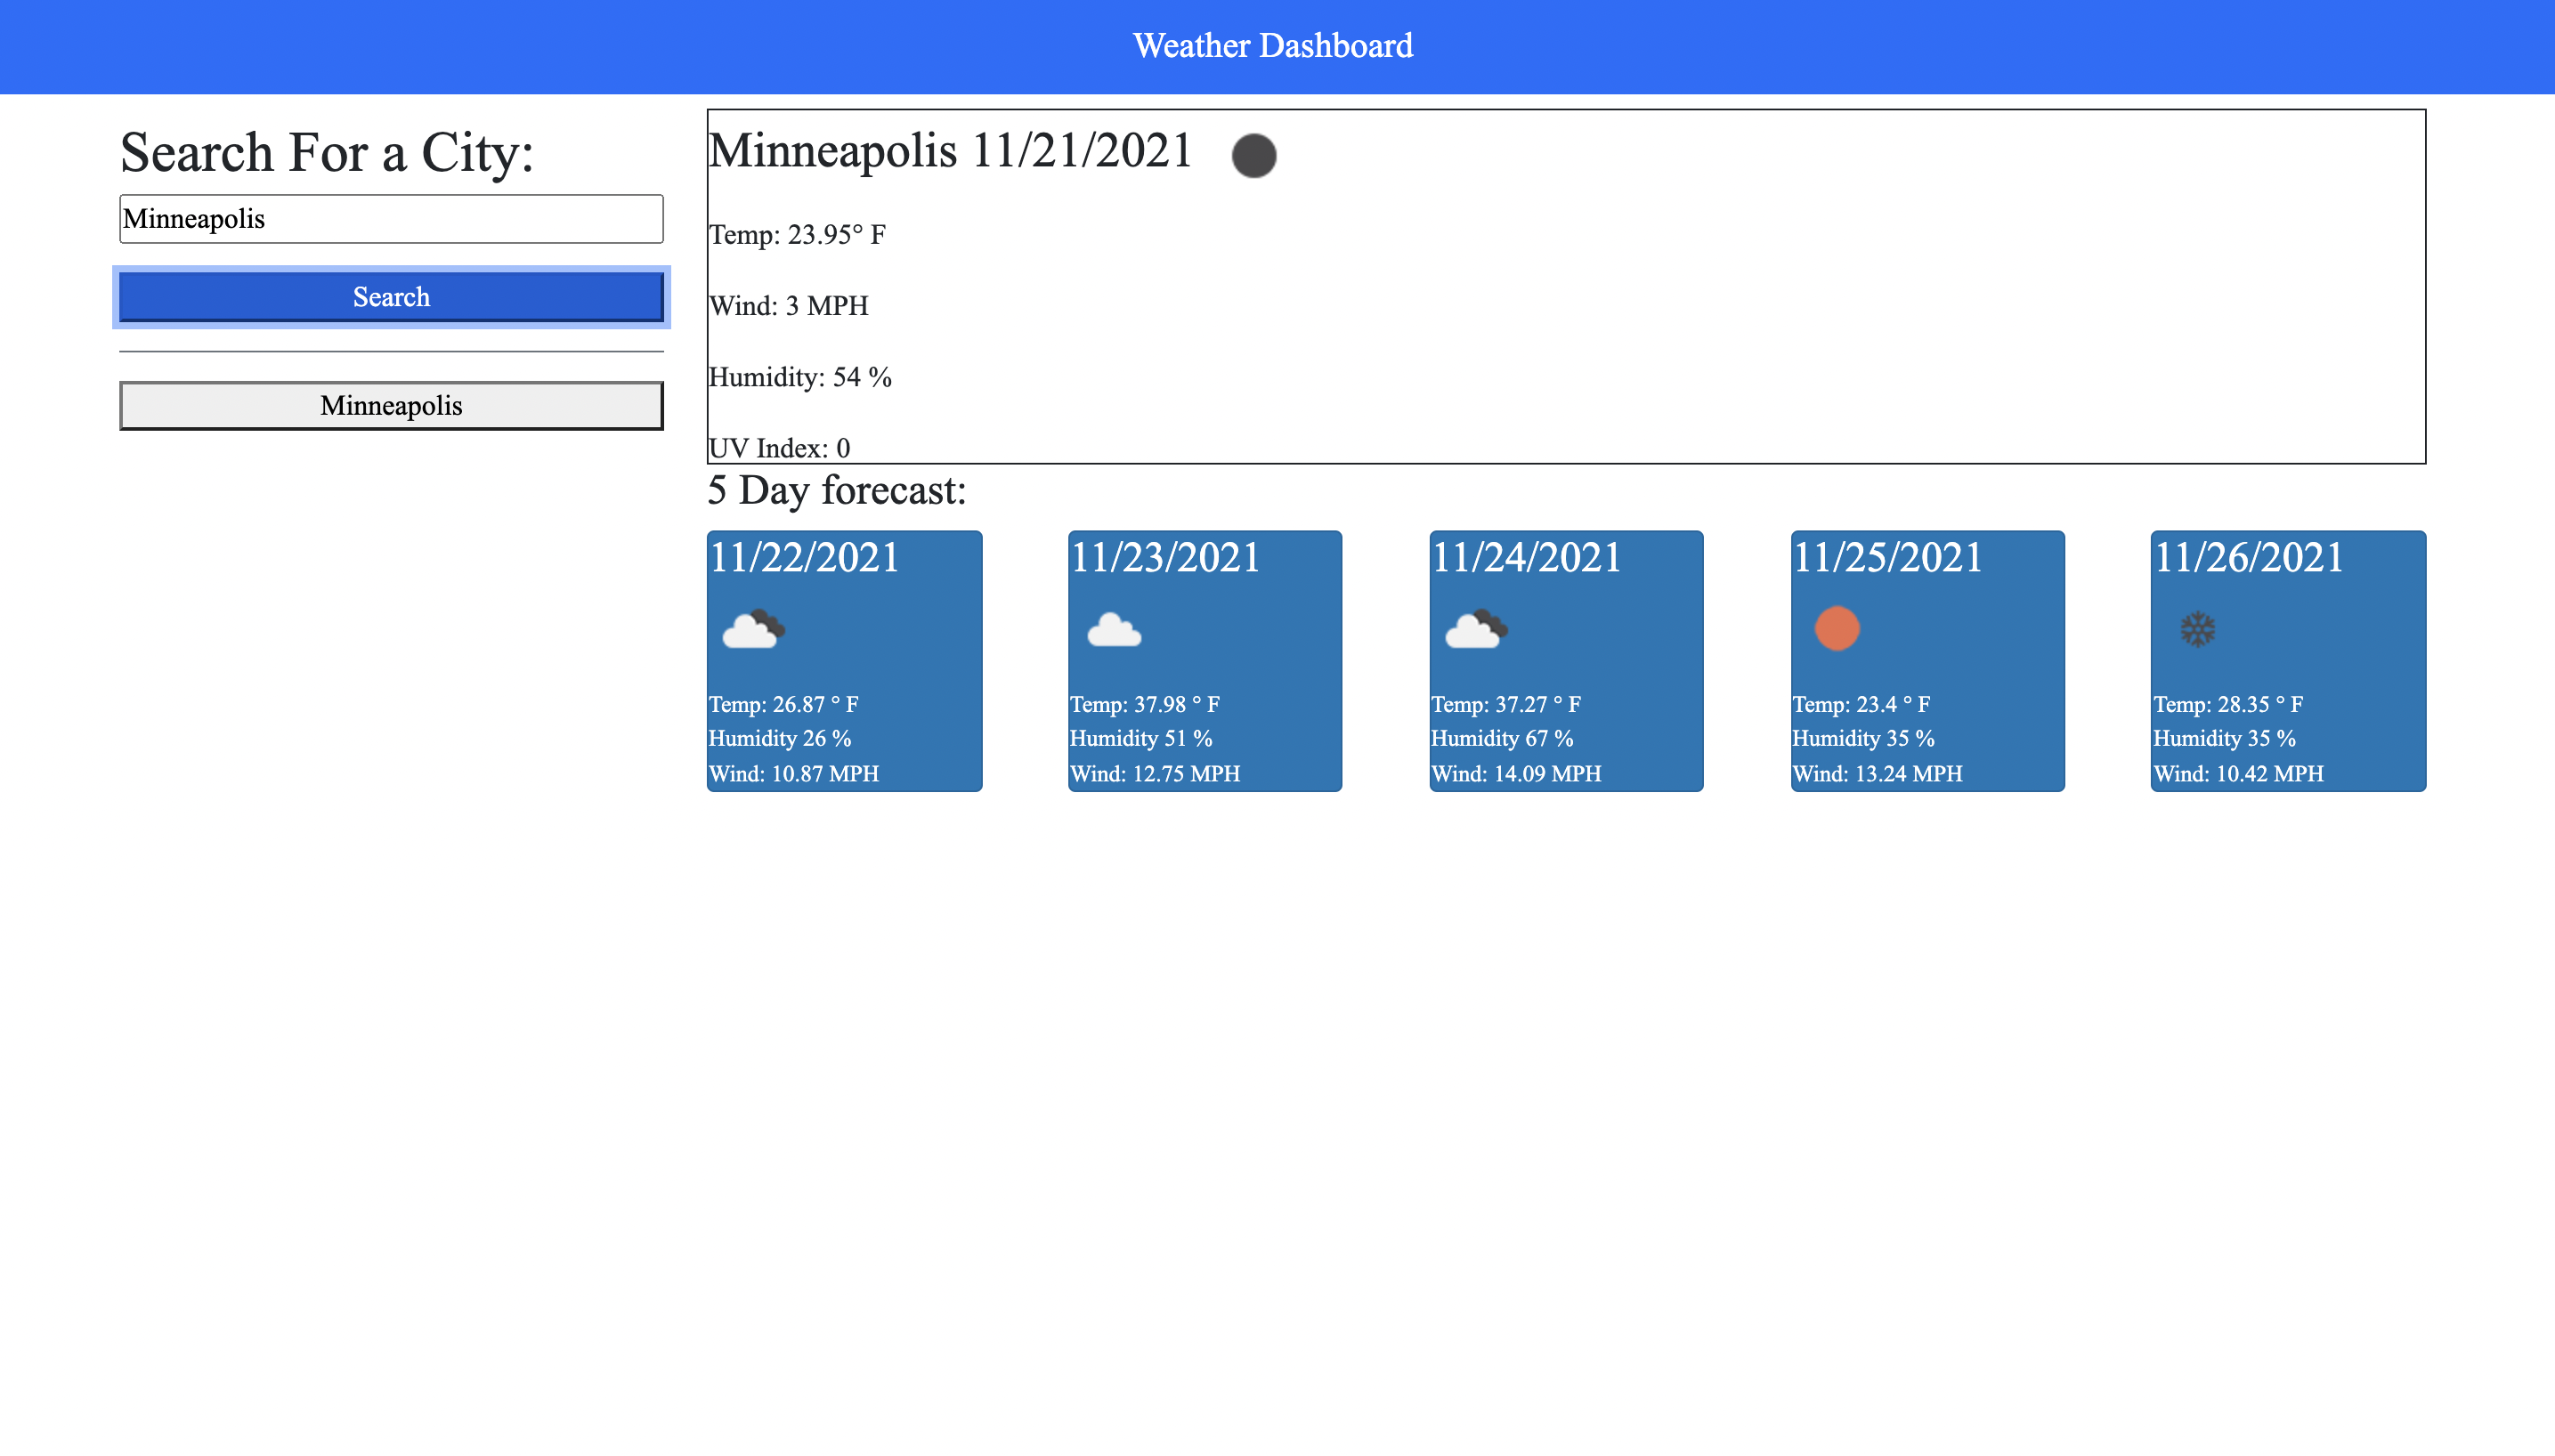 Weather Dashboard
Search For a City:
Minneapolis
Search
Minneapolis
Minneapolis 11/21/2021
Temp: 23.95° F
Wind: 3 MPH
Humidity: 54 %
UV Index: 0
5 Day forecast:
11/22/2021
Temp: 26.87 ° F
Humidity 26 %
Wind: 10.87 MPH
11/23/2021
Temp: 37.98 ° F
Humidity 51 %
Wind: 12.75 MPH
11/24/2021
Temp: 37.27 ° F
Humidity 67 %
Wind: 14.09 MPH
11/25/2021
Temp: 23.4 ° F
Humidity 35 %
Wind: 13.24 MPH
11/26/2021
Temp: 28.35 ° F
Humidity 35 %
Wind: 10.42 MPH